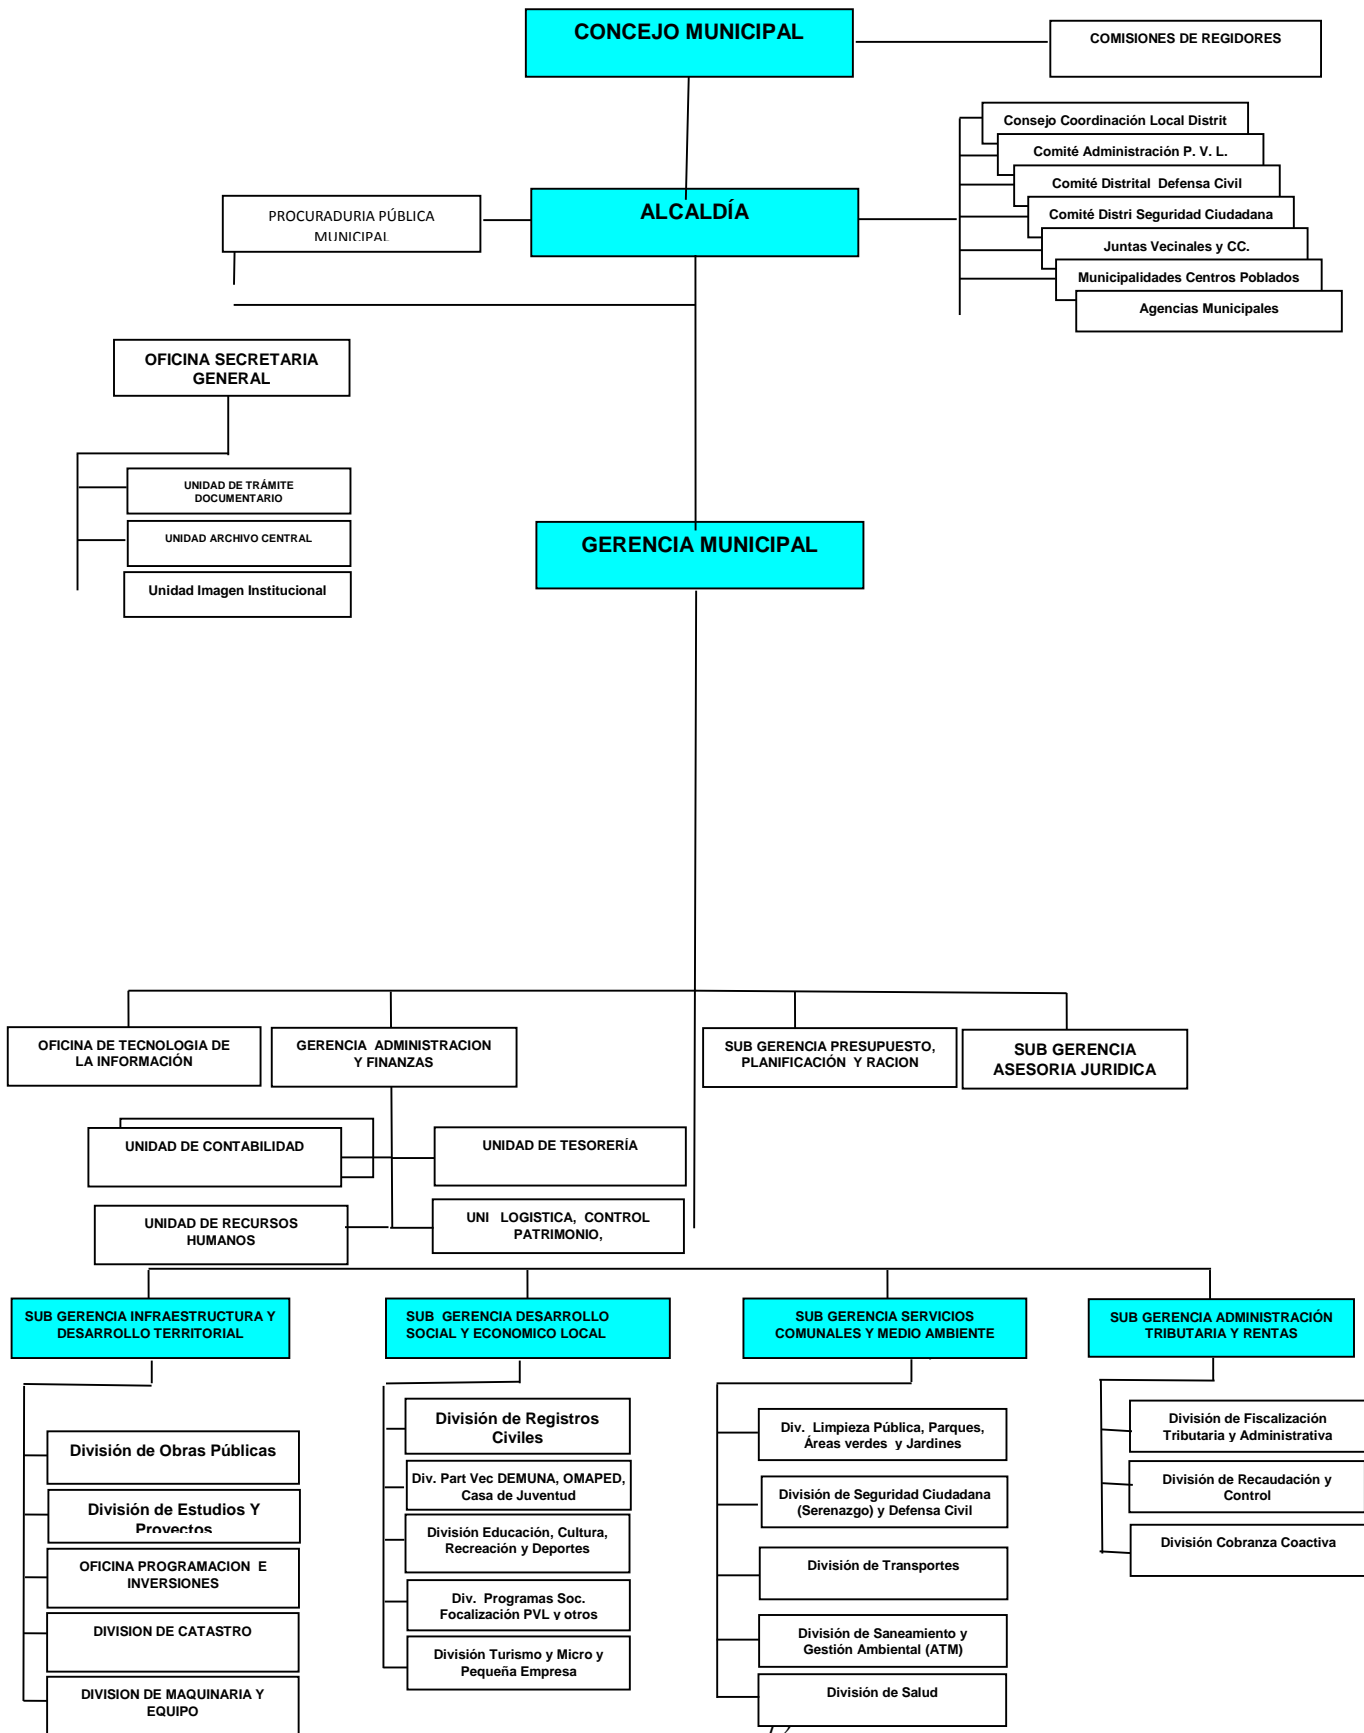 CONCEJO MUNICIPAL
COMISIONES DE REGIDORES
Consejo Coordinación Local Distrit
Comité Administración P. V. L.
Comité Distrital Defensa Civil
Comité Distri Seguridad Ciudadana
Juntas Vecinales y CC.
Municipalidades Centros Poblados
Agencias Municipales
PROCURADURIA PÚBLICA
MUNICIPAL
ALCALDÍA
OFICINA SECRETARIA
GENERAL
UNIDAD DE TRÁMITE
DOCUMENTARIO
UNIDAD ARCHIVO CENTRAL
Unidad Imagen Institucional
GERENCIA MUNICIPAL
OFICINA DE TECNOLOGIA DE
LA INFORMACIÓN
GERENCIA ADMINISTRACION
Y FINANZAS
SUB GERENCIA PRESUPUESTO,
PLANIFICACIÓN Y RACION
SUB GERENCIA
ASESORIA JURIDICA
UNIDAD DE CONTABILIDAD
UNIDAD DE TESORERÍA
UNIDAD DE RECURSOS
HUMANOS
UNI LOGISTICA, CONTROL
PATRIMONIO,
SUB GERENCIA INFRAESTRUCTURA Y
DESARROLLO TERRITORIAL
División de Obras Públicas
División de Estudios Y
Proyectos
OFICINA PROGRAMACION E
INVERSIONES
DIVISION DE CATASTRO
DIVISION DE MAQUINARIA Y
EQUIPO
SUB GERENCIA DESARROLLO
SOCIAL Y ECONOMICO LOCAL
División de Registros
Civiles
Div. Part Vec DEMUNA, OMAPED,
Casa de Juventud
División Educación, Cultura,
Recreación y Deportes
Div. Programas Soc.
Focalización PVL y otros
División Turismo y Micro y
Pequeña Empresa
SUB GERENCIA SERVICIOS
COMUNALES Y MEDIO AMBIENTE
Div. Limpieza Pública, Parques,
Áreas verdes y Jardines
División de Seguridad Ciudadana
(Serenazgo) y Defensa Civil
División de Transportes
División de Saneamiento y
Gestión Ambiental (ATM)
División de Salud
SUB GERENCIA ADMINISTRACIÓN
TRIBUTARIA Y RENTAS
División de Fiscalización
Tributaria y Administrativa
División de Recaudación y
Control
División Cobranza Coactiva